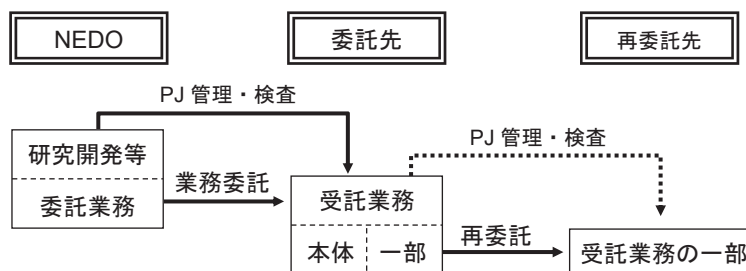 NEDO
委託先
再委託先
PJ 管理・検査
PJ 管理・検査
研究開発等
委託業務
業務委託
受託業務
本体
一部
再委託
受託業務の一部